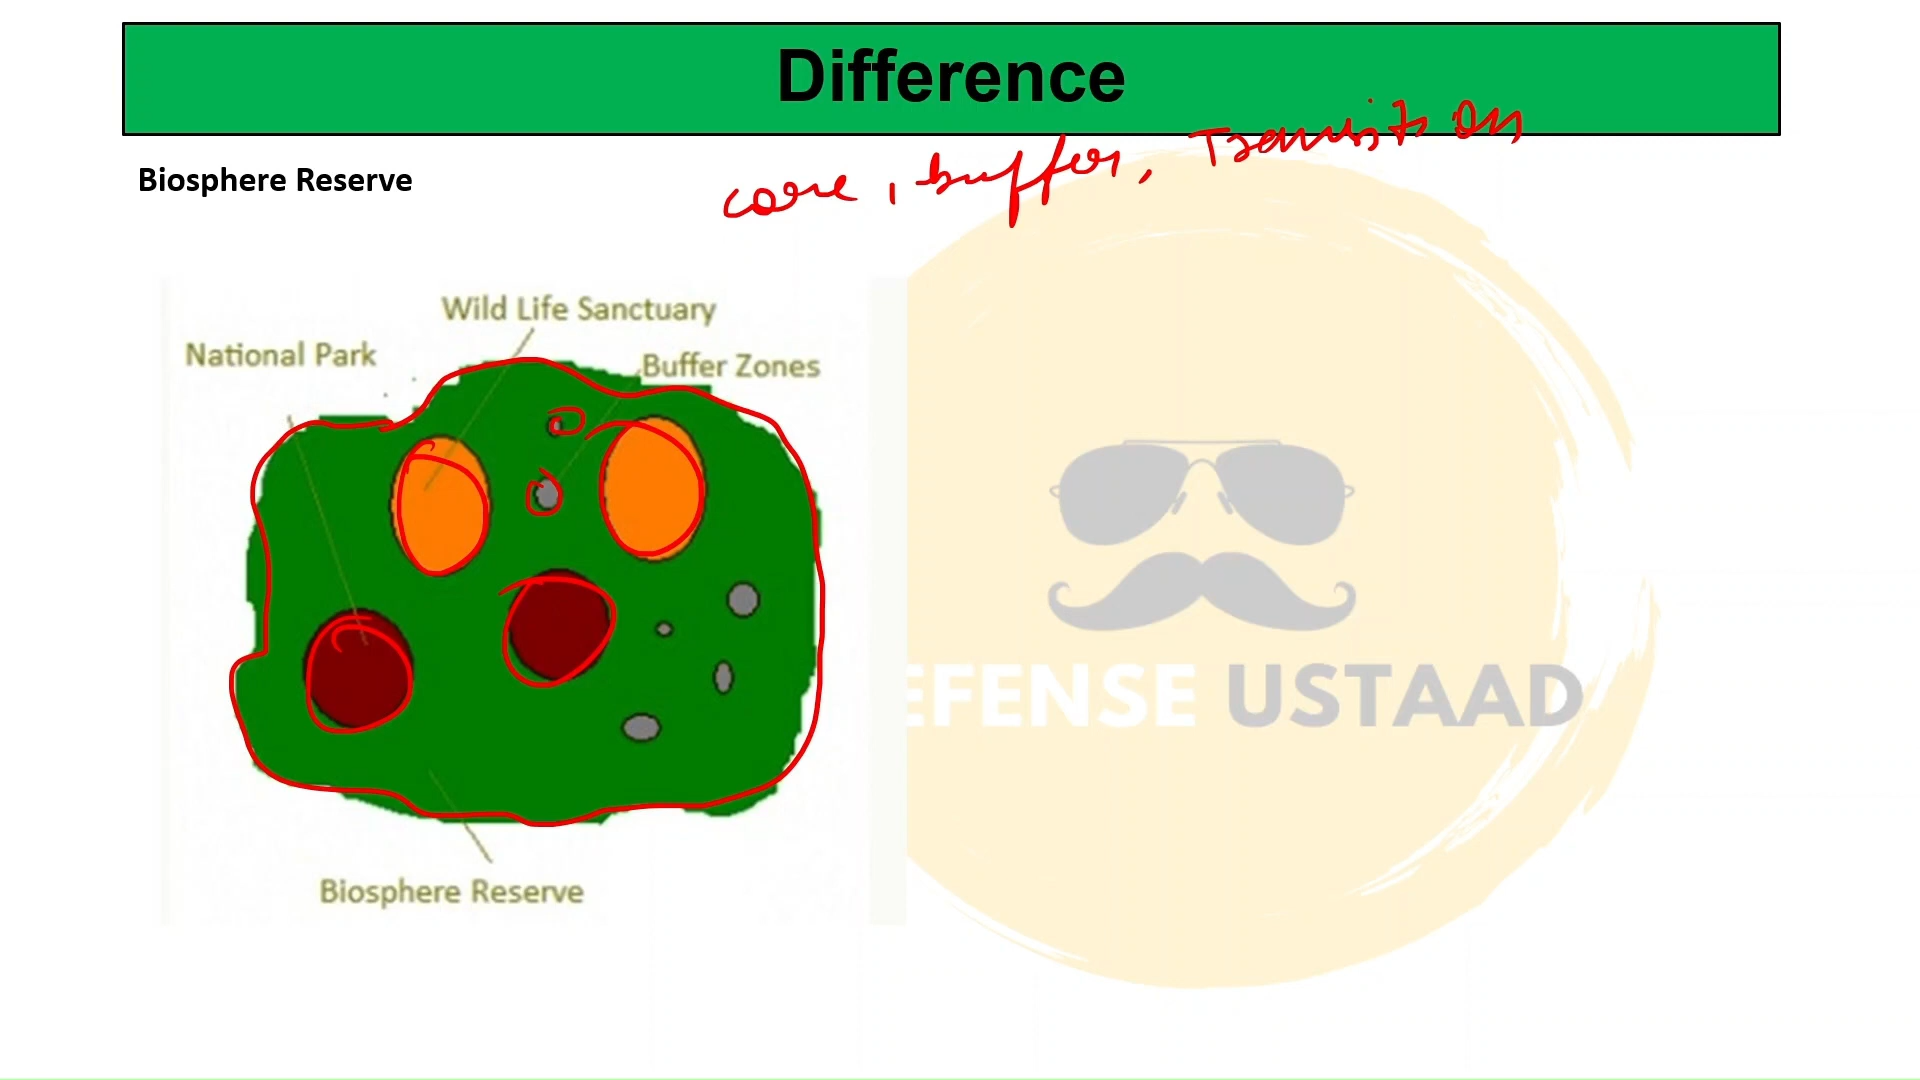 Difference
core, buffer, Transition
Biosphere Reserve
Wild Life Sanctuary
National Park
Buffer Zones
EFENSE USTAAD
Biosphere Reserve